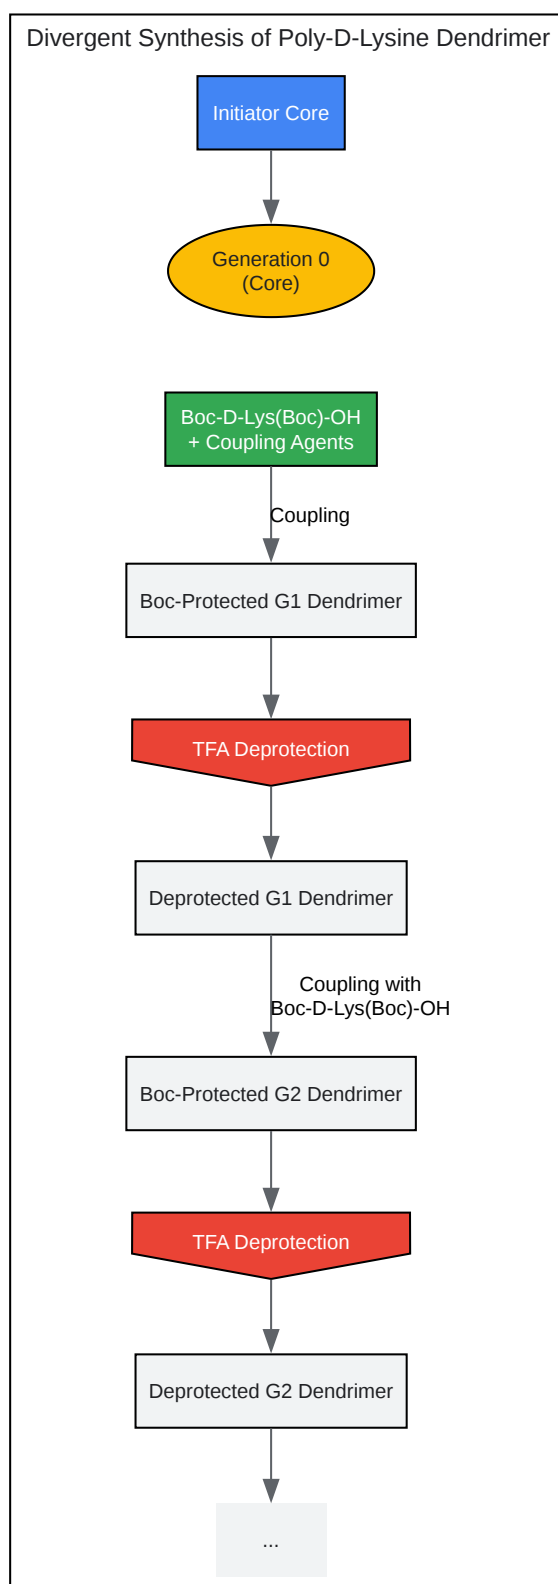 Divergent Synthesis of Poly-D-Lysine Dendrimer
Initiator Core
Generation 0
(Core)
Boc-D-Lys(Boc)-OH
+ Coupling Agents
Coupling
Boc-Protected G1 Dendrimer
TFA Deprotection
Deprotected G1 Dendrimer
Coupling with
Boc-D-Lys(Boc)-OH
Boc-Protected G2 Dendrimer
TFA Deprotection
Deprotected G2 Dendrimer
...